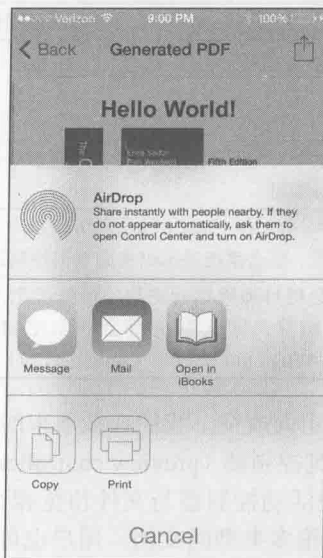 Verizon 9:00 PM 100%
Back Generated PDF
Hello World!
The
Fifth Edition
AirDrop
Share instantly with people nearby. If they
do not appear automatically, ask them to
open Control Center and turn on AirDrop.
Message Mail Open in
iBooks
Copy Print
Cancel